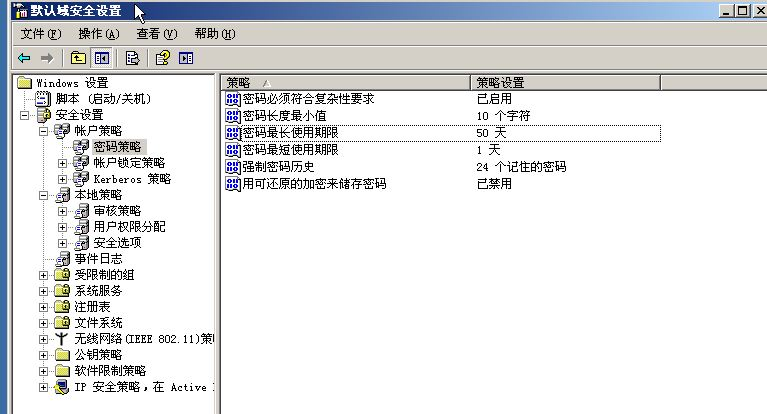 默认域安全设置
文件(F) 操作(A) 查看(V) 帮助(H)
Windows 设置
脚本 (启动/关机)
安全设置
帐户策略
密码策略
帐户锁定策略
Kerberos 策略
本地策略
审核策略
用户权限分配
安全选项
事件日志
受限制的组
系统服务
注册表
文件系统
无线网络(IEEE 802.11)策
公钥策略
软件限制策略
IP 安全策略，在 Active
策略 策略设置
密码必须符合复杂性要求 已启用
密码长度最小值 10 个字符
密码最长使用期限 50 天
密码最短使用期限 1 天
强制密码历史 24 个记住的密码
用可还原的加密来储存密码 已禁用